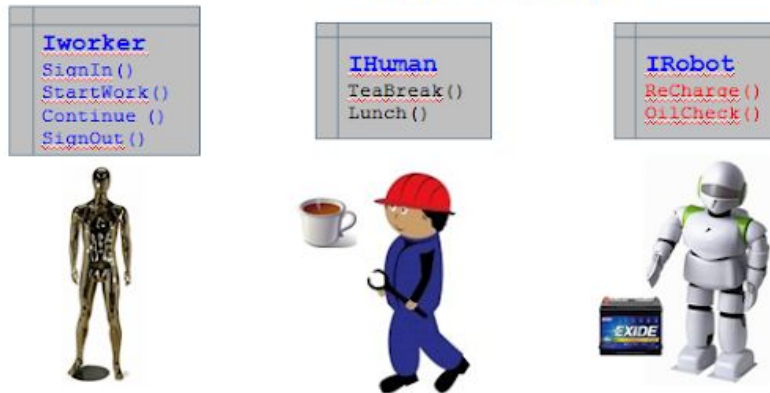 Iworker
SignIn()
StartWork()
Continue ()
SignOut()
IHuman
TeaBreak()
Lunch()
IRobot
ReCharge()
OilCheck()
EXIDE